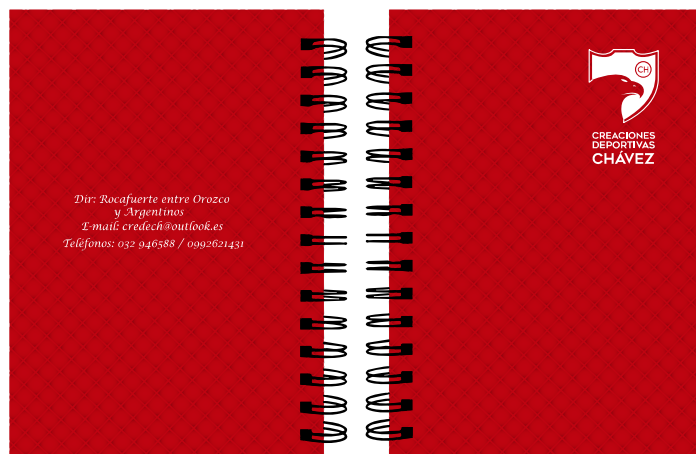 Dir: Rocafuerte entre Orozco
y Argentinos
E-mail: credech@outlook.es
Teléfonos: 032 946588 / 0992621431
CH
CREACIONES
DEPORTIVAS
CHÁVEZ